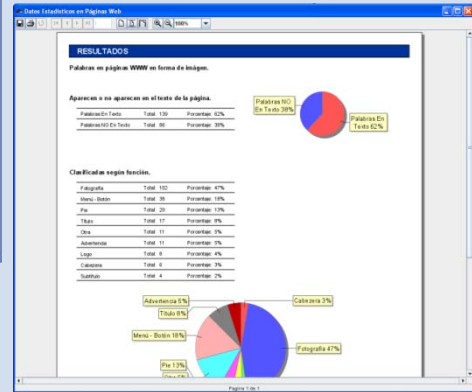 Datos Estadísticos en Páginas Web
100%
RESULTADOS
Palabras en páginas WWW en forma de imágen.
Aparecen o no aparecen en el texto de la página.
Palabras En Texto Total 139 Porcentaje 62%
Palabras NO En Texto Total 86 Porcentaje 38%
Palabras NO
En Texto 38%
Palabras En
Texto 62%
Clasificadas según función.
Fotografía Total 102 Porcentaje 47%
Menú - Botón Total 38 Porcentaje 18%
Pie Total 29 Porcentaje 13%
Título Total 17 Porcentaje 8%
Otra Total 11 Porcentaje 5%
Advertencia Total 11 Porcentaje 5%
Logo Total 8 Porcentaje 4%
Cabezera Total 6 Porcentaje 3%
Subtítulo Total 4 Porcentaje 2%
Advertencia 5%
Cabezera 3%
Título 8%
Menú - Botón 18%
Fotografía 47%
Pie 13%
Página 1 de 1